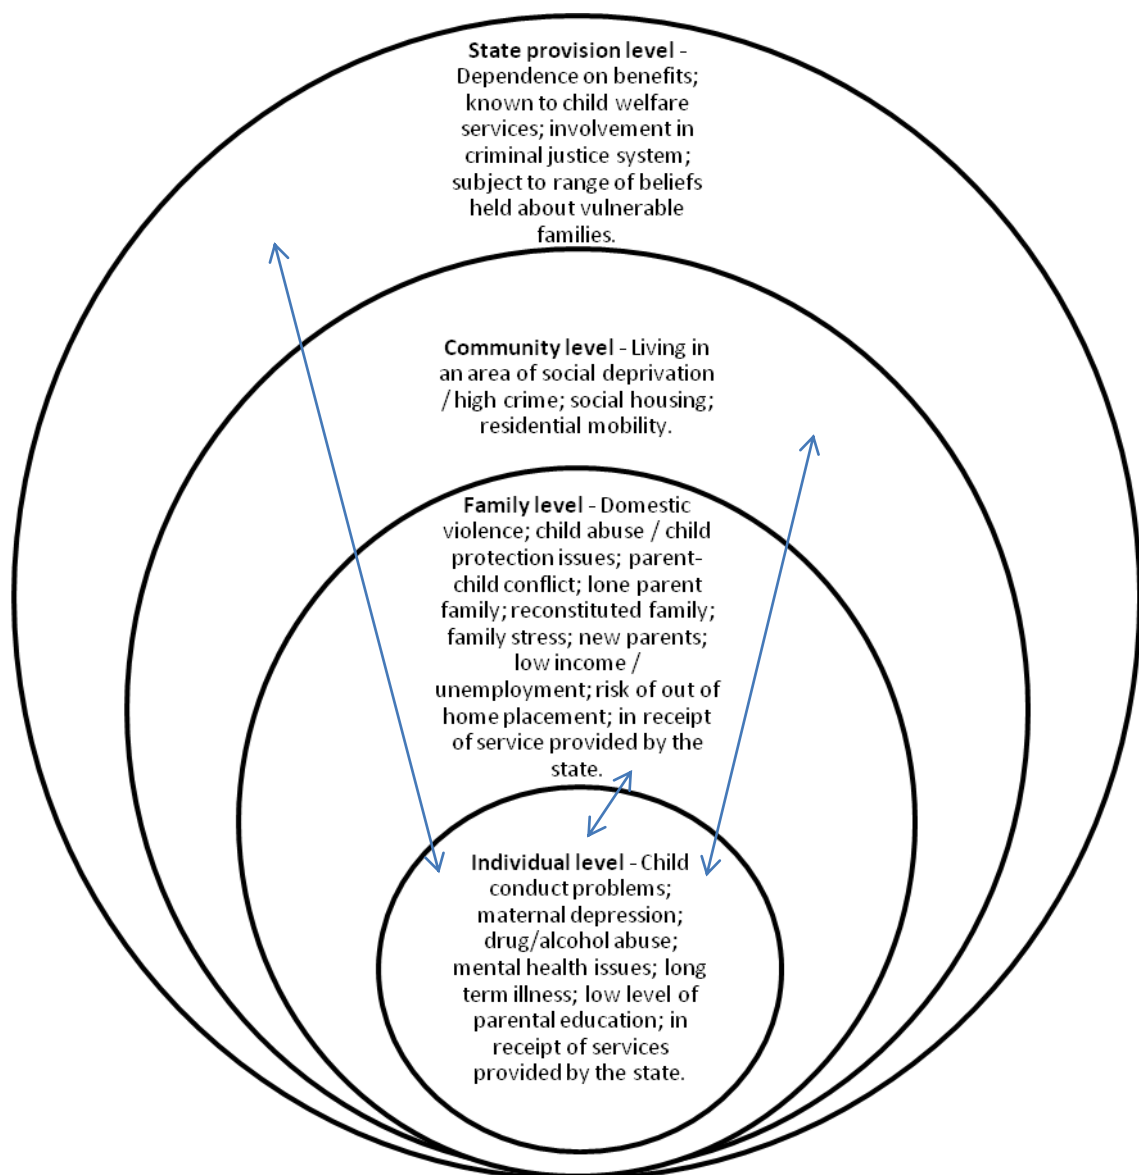 State provision level -
Dependence on benefits;
known to child welfare
services; involvement in
criminal justice system;
subject to range of beliefs
held about vulnerable
families.
Community level - Living in
an area of social deprivation
/ high crime; social housing;
residential mobility.
Family level - Domestic
violence; child abuse / child
protection issues; parent-
child conflict; lone parent
family; reconstituted family;
family stress; new parents;
low income /
unemployment; risk of out of
home placement; in receipt
of service provided by the
state.
Individual level - Child
conduct problems;
maternal depression;
drug/alcohol abuse;
mental health issues; long
term illness; low level of
parental education; in
receipt of services
provided by the state.